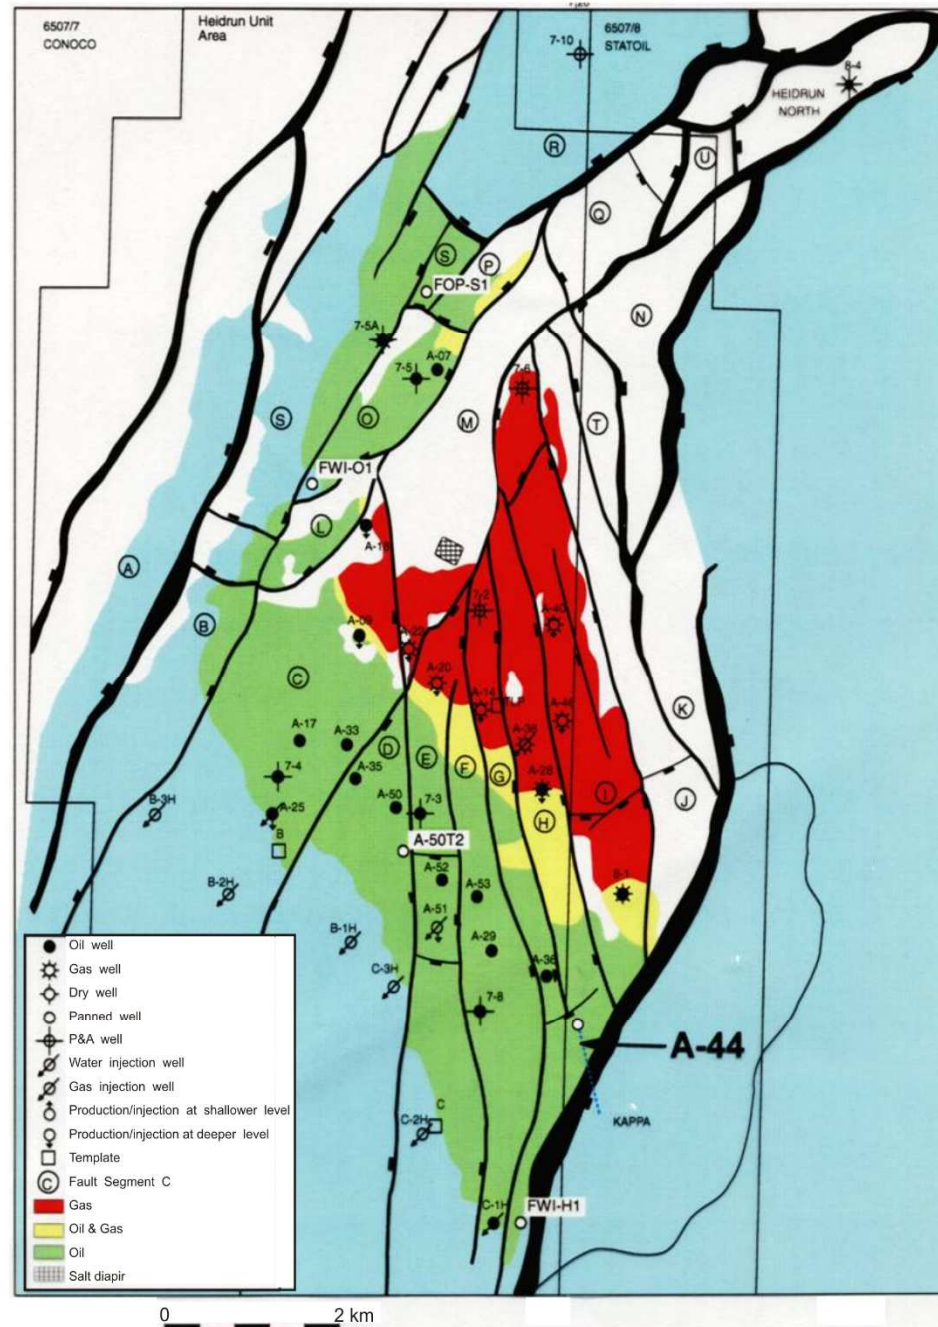 6507/7
CONOCO
Heidrun Unit
Area
6507/8
STATOIL
7-10
8-4
HEIDRUN
NORTH
R
U
Q
S
P
FOP-S1
N
7-5A
A-07
7-5
7-6
S
O
M
T
FWI-O1
L
A
B
7-2
A-40
A-22
A-20
C
A-14
TLP
A-38
K
A-17
A-33
D
E
F
G
7-4
A-35
A-28
I
J
B-3H
A-25
A-50
7-3
H
B
A-50T2
B-2H
A-52
A-53
8-1
A-51
B-1H
A-29
A-36
C-3H
7-8
A-44
C
C-2H
KAPPA
C-1H
FWI-H1
Oil well
Gas well
Dry well
Panned well
P&A well
Water injection well
Gas injection well
Production/injection at shallower level
Production/injection at deeper level
Template
C Fault Segment C
Gas
Oil & Gas
Oil
Salt diapir
0 2 km